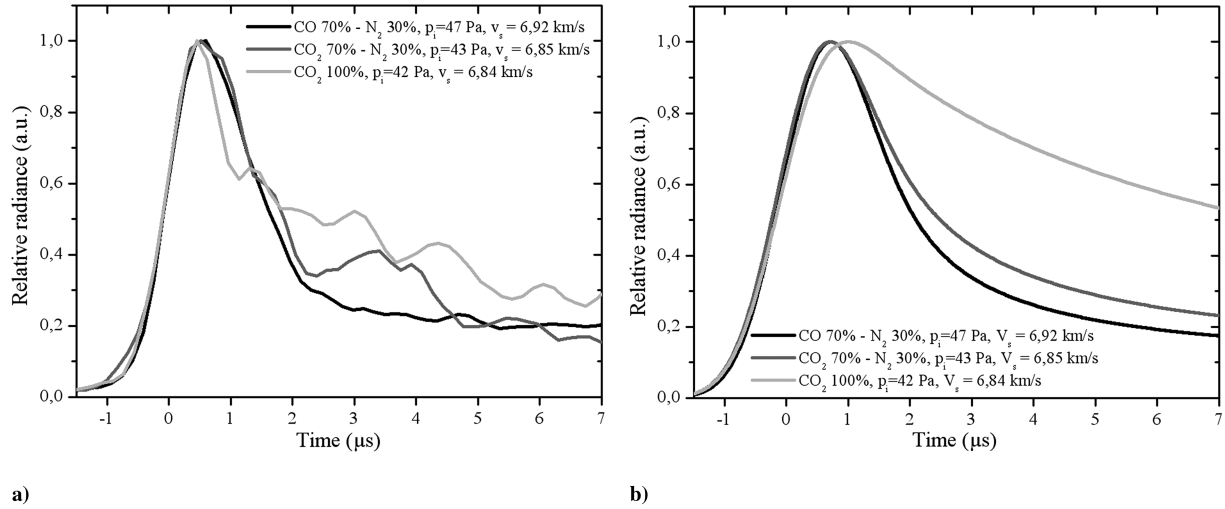 CO 70% - N₂ 30%, pᵢ=47 Pa, vₛ = 6,92 km/s
CO₂ 70% - N₂ 30%, pᵢ=43 Pa, vₛ = 6,85 km/s
CO₂ 100%, pᵢ=42 Pa, vₛ = 6,84 km/s
Relative radiance (a.u.)
1,0
0,8
0,6
0,4
0,2
0,0
-1 0 1 2 3 4 5 6 7
Time (µs)
a)
Relative radiance (a.u.)
1,0
0,8
0,6
0,4
0,2
0,0
CO 70% - N₂ 30%, pᵢ=47 Pa, Vₛ = 6,92 km/s
CO₂ 70% - N₂ 30%, pᵢ=43 Pa, Vₛ = 6,85 km/s
CO₂ 100%, pᵢ=42 Pa, Vₛ = 6,84 km/s
-1 0 1 2 3 4 5 6 7
Time (µs)
b)